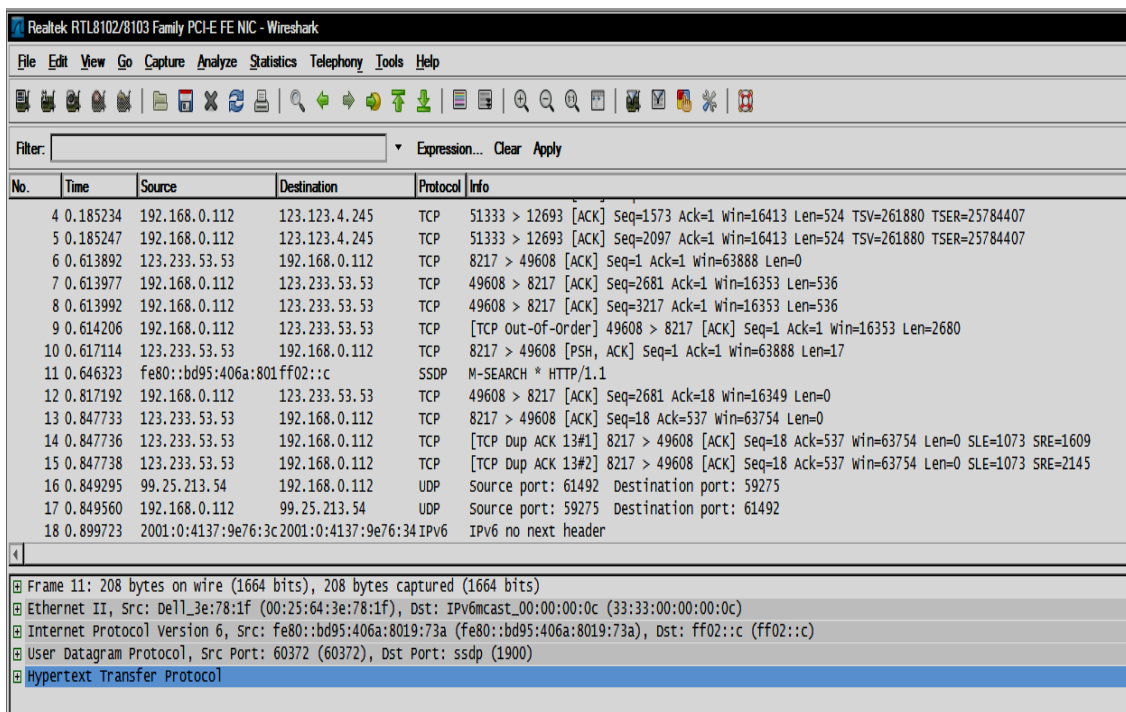 Realtek RTL8102/8103 Family PCI-E FE NIC - Wireshark
File Edit View Go Capture Analyze Statistics Telephony Tools Help
Filter: Expression... Clear Apply
No. Time Source Destination Protocol Info
4 0.185234 192.168.0.112 123.123.4.245 TCP 51333 > 12693 [ACK] Seq=1573 Ack=1 Win=16413 Len=524 TSV=261880 TSER=25784407
5 0.185247 192.168.0.112 123.123.4.245 TCP 51333 > 12693 [ACK] Seq=2097 Ack=1 Win=16413 Len=524 TSV=261880 TSER=25784407
6 0.613892 123.233.53.53 192.168.0.112 TCP 8217 > 49608 [ACK] Seq=1 Ack=1 Win=63888 Len=0
7 0.613977 192.168.0.112 123.233.53.53 TCP 49608 > 8217 [ACK] Seq=2681 Ack=1 Win=16353 Len=536
8 0.613992 192.168.0.112 123.233.53.53 TCP 49608 > 8217 [ACK] Seq=3217 Ack=1 Win=16353 Len=536
9 0.614206 192.168.0.112 123.233.53.53 TCP [TCP Out-Of-Order] 49608 > 8217 [ACK] Seq=1 Ack=1 Win=16353 Len=2680
10 0.617114 123.233.53.53 192.168.0.112 TCP 8217 > 49608 [PSH, ACK] Seq=1 Ack=1 Win=63888 Len=17
11 0.646323 fe80::bd95:406a:801 ff02::c SSDP M-SEARCH * HTTP/1.1
12 0.817192 192.168.0.112 123.233.53.53 TCP 49608 > 8217 [ACK] Seq=2681 Ack=18 Win=16349 Len=0
13 0.847733 123.233.53.53 192.168.0.112 TCP 8217 > 49608 [ACK] Seq=18 Ack=537 Win=63754 Len=0
14 0.847736 123.233.53.53 192.168.0.112 TCP [TCP Dup ACK 13#1] 8217 > 49608 [ACK] Seq=18 Ack=537 Win=63754 Len=0 SLE=1073 SRE=1609
15 0.847738 123.233.53.53 192.168.0.112 TCP [TCP Dup ACK 13#2] 8217 > 49608 [ACK] Seq=18 Ack=537 Win=63754 Len=0 SLE=1073 SRE=2145
16 0.849295 99.25.213.54 192.168.0.112 UDP Source port: 61492 Destination port: 59275
17 0.849560 192.168.0.112 99.25.213.54 UDP Source port: 59275 Destination port: 61492
18 0.899723 2001:0:4137:9e76:3c 2001:0:4137:9e76:34 IPv6 IPv6 no next header
Frame 11: 208 bytes on wire (1664 bits), 208 bytes captured (1664 bits)
Ethernet II, Src: Dell_3e:78:1f (00:25:64:3e:78:1f), Dst: IPv6mcast_00:00:00:0c (33:33:00:00:00:0c)
Internet Protocol Version 6, Src: fe80::bd95:406a:8019:73a (fe80::bd95:406a:8019:73a), Dst: ff02::c (ff02::c)
User Datagram Protocol, Src Port: 60372 (60372), Dst Port: ssdp (1900)
Hypertext Transfer Protocol